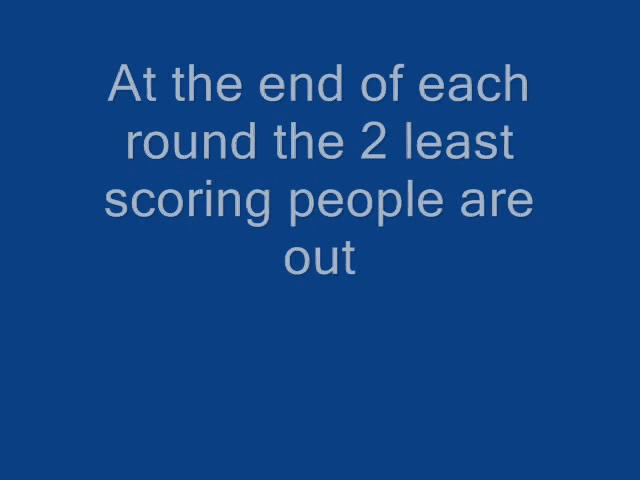 At the end of each
round the 2 least
scoring people are
out